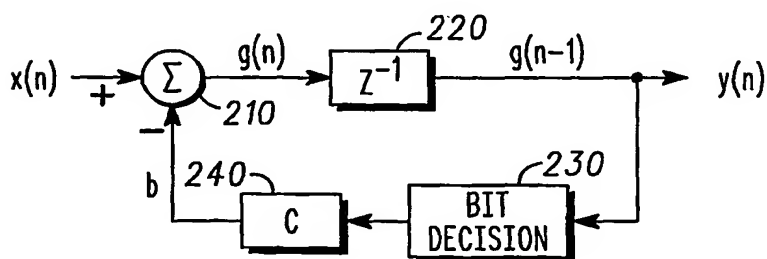 220
x(n) + Σ g(n) Z⁻¹ g(n-1) y(n)
210
−
b 240 230
C BIT
DECISION